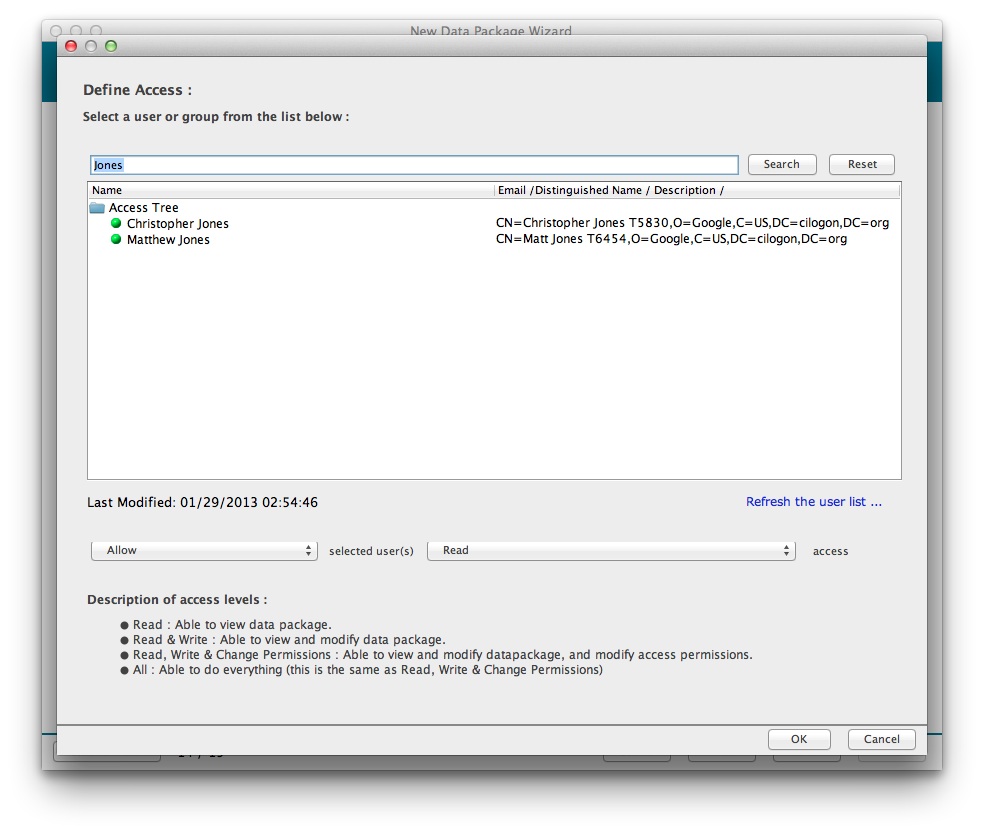 New Data Package Wizard
Define Access :
Select a user or group from the list below :
Jones
Search
Reset
Name
Email /Distinguished Name / Description /
Access Tree
Christopher Jones
CN=Christopher Jones T5830,O=Google,C=US,DC=cilogon,DC=org
Matthew Jones
CN=Matt Jones T6454,O=Google,C=US,DC=cilogon,DC=org
Last Modified: 01/29/2013 02:54:46
Refresh the user list ...
Allow
selected user(s)
Read
access
Description of access levels :
● Read : Able to view data package.
● Read & Write : Able to view and modify data package.
● Read, Write & Change Permissions : Able to view and modify datapackage, and modify access permissions.
● All : Able to do everything (this is the same as Read, Write & Change Permissions)
OK
Cancel